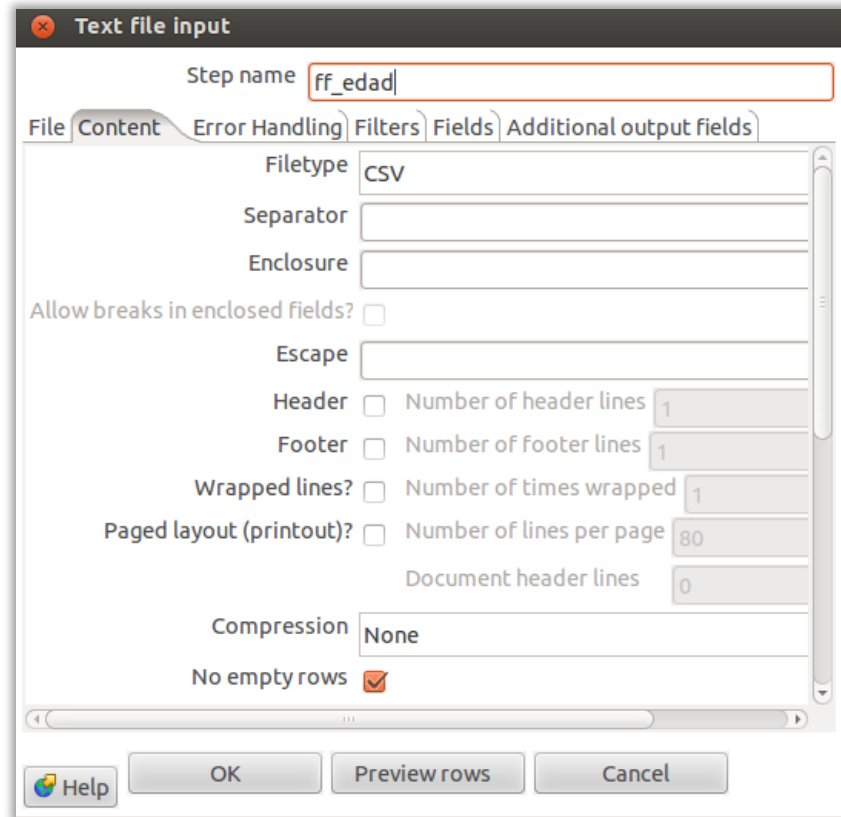 Text file input
Step name ff_edad
File Content Error Handling Filters Fields Additional output fields
Filetype CSV
Separator
Enclosure
Allow breaks in enclosed fields?
Escape
Header Number of header lines 1
Footer Number of footer lines 1
Wrapped lines? Number of times wrapped 1
Paged layout (printout)? Number of lines per page 80
Document header lines 0
Compression None
No empty rows
Help OK Preview rows Cancel